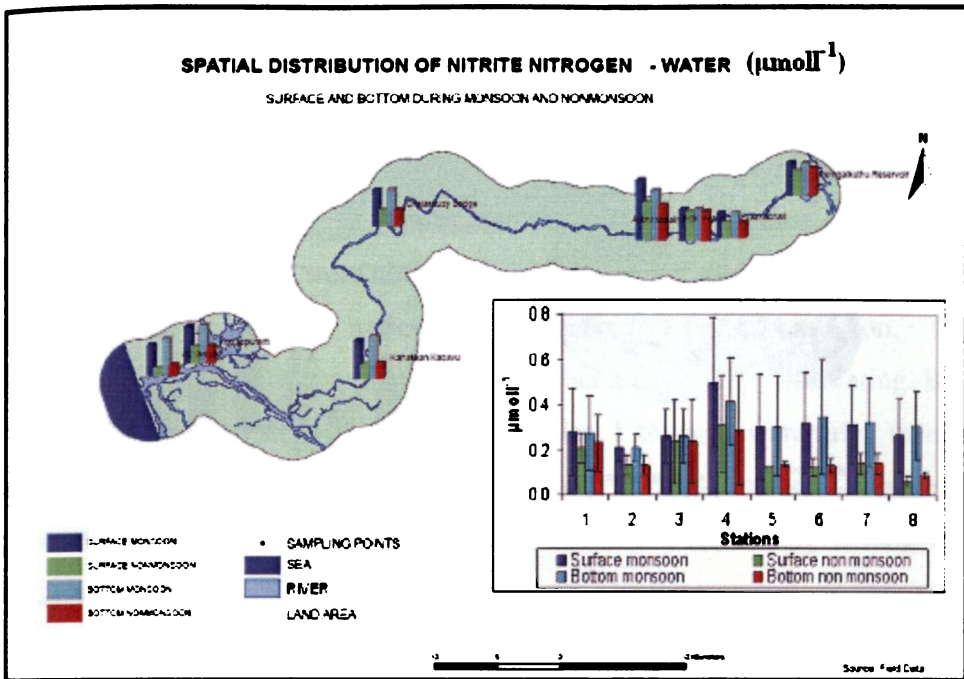 SPATIAL DISTRIBUTION OF NITRITE NITROGEN - WATER (µmoll⁻¹)
SURFACE AND BOTTOM DURING MONSOON AND NONMONSOON
N
Reservoir
Kadavu
0.8
0.6
0.4
0.2
0.0
µmoll⁻¹
1 2 3 4 5 6 7 8
Stations
Surface monsoon
Surface non monsoon
Bottom monsoon
Bottom non monsoon
SURFACE MONSOON
SURFACE NONMONSOON
BOTTOM MONSOON
BOTTOM NONMONSOON
SAMPLING POINTS
SEA
RIVER
LAND AREA
Source: Field Data